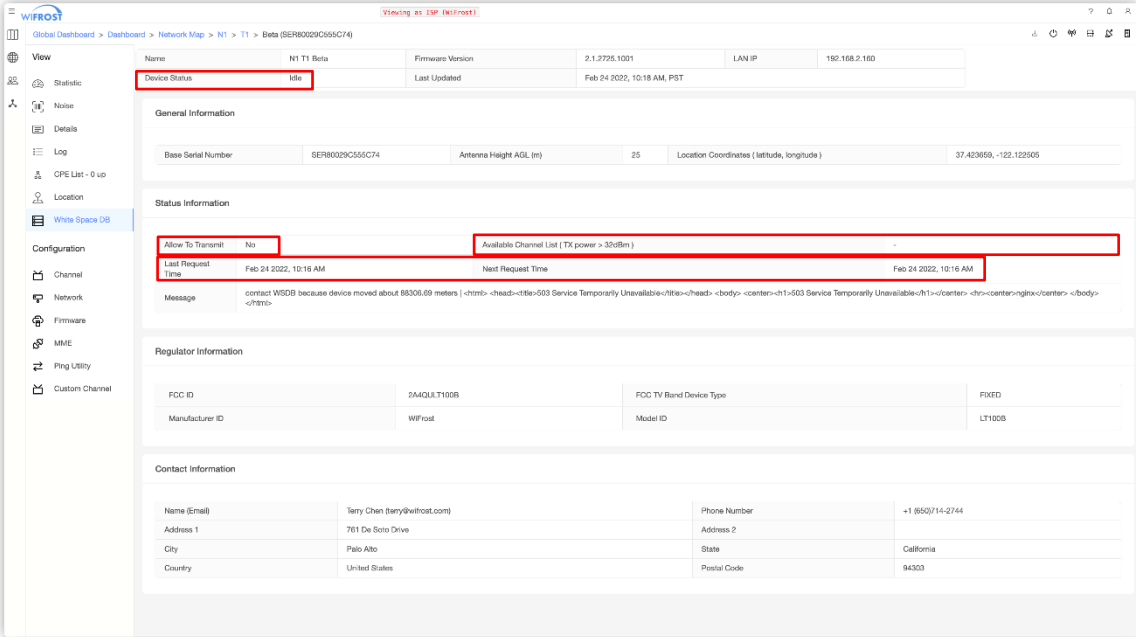 WIFROST
Viewing as ISP (WiFrost)
Global Dashboard > Dashboard > Network Map > N1 > T1 > Beta (SER80029C555C74)
View
Statistic
Noise
Details
Log
CPE List - 0 up
Location
White Space DB
Configuration
Channel
Network
Firmware
MME
Ping Utility
Custom Channel
Name N1 T1 Beta Firmware Version 2.1.2725.1001 LAN IP 192.168.2.160
Device Status Idle Last Updated Feb 24 2022, 10:18 AM, PST
General Information
Base Serial Number SER80029C555C74 Antenna Height AGL (m) 25 Location Coordinates ( latitude, longitude ) 37.423659, -122.122505
Status Information
Allow To Transmit No Available Channel List ( TX power > 32dBm ) -
Last Request Time Feb 24 2022, 10:16 AM Next Request Time Feb 24 2022, 10:16 AM
Message contact WSDB because device moved about 88306.69 meters | <html> <head><title>503 Service Temporarily Unavailable</title></head> <body> <center><h1>503 Service Temporarily Unavailable</h1></center> <hr><center>nginx</center> </body>
</html>
Regulator Information
FCC ID 2A4QULT100B FCC TV Band Device Type FIXED
Manufacturer ID WiFrost Model ID LT100B
Contact Information
Name (Email) Terry Chen (terry@wifrost.com) Phone Number +1 (650)714-2744
Address 1 761 De Soto Drive Address 2
City Palo Alto State California
Country United States Postal Code 94303